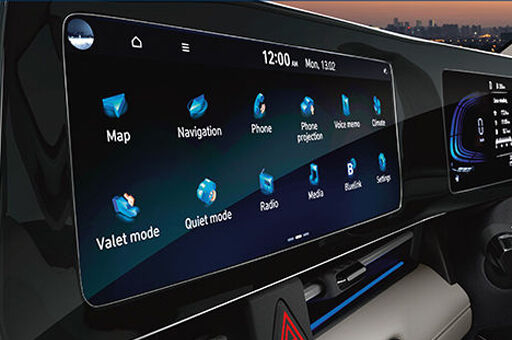 12:00 AM Mon, 13.02
Map Navigation Phone Phone projection Voice memo Climate
Valet mode Quiet mode Radio Media Bluelink Settings